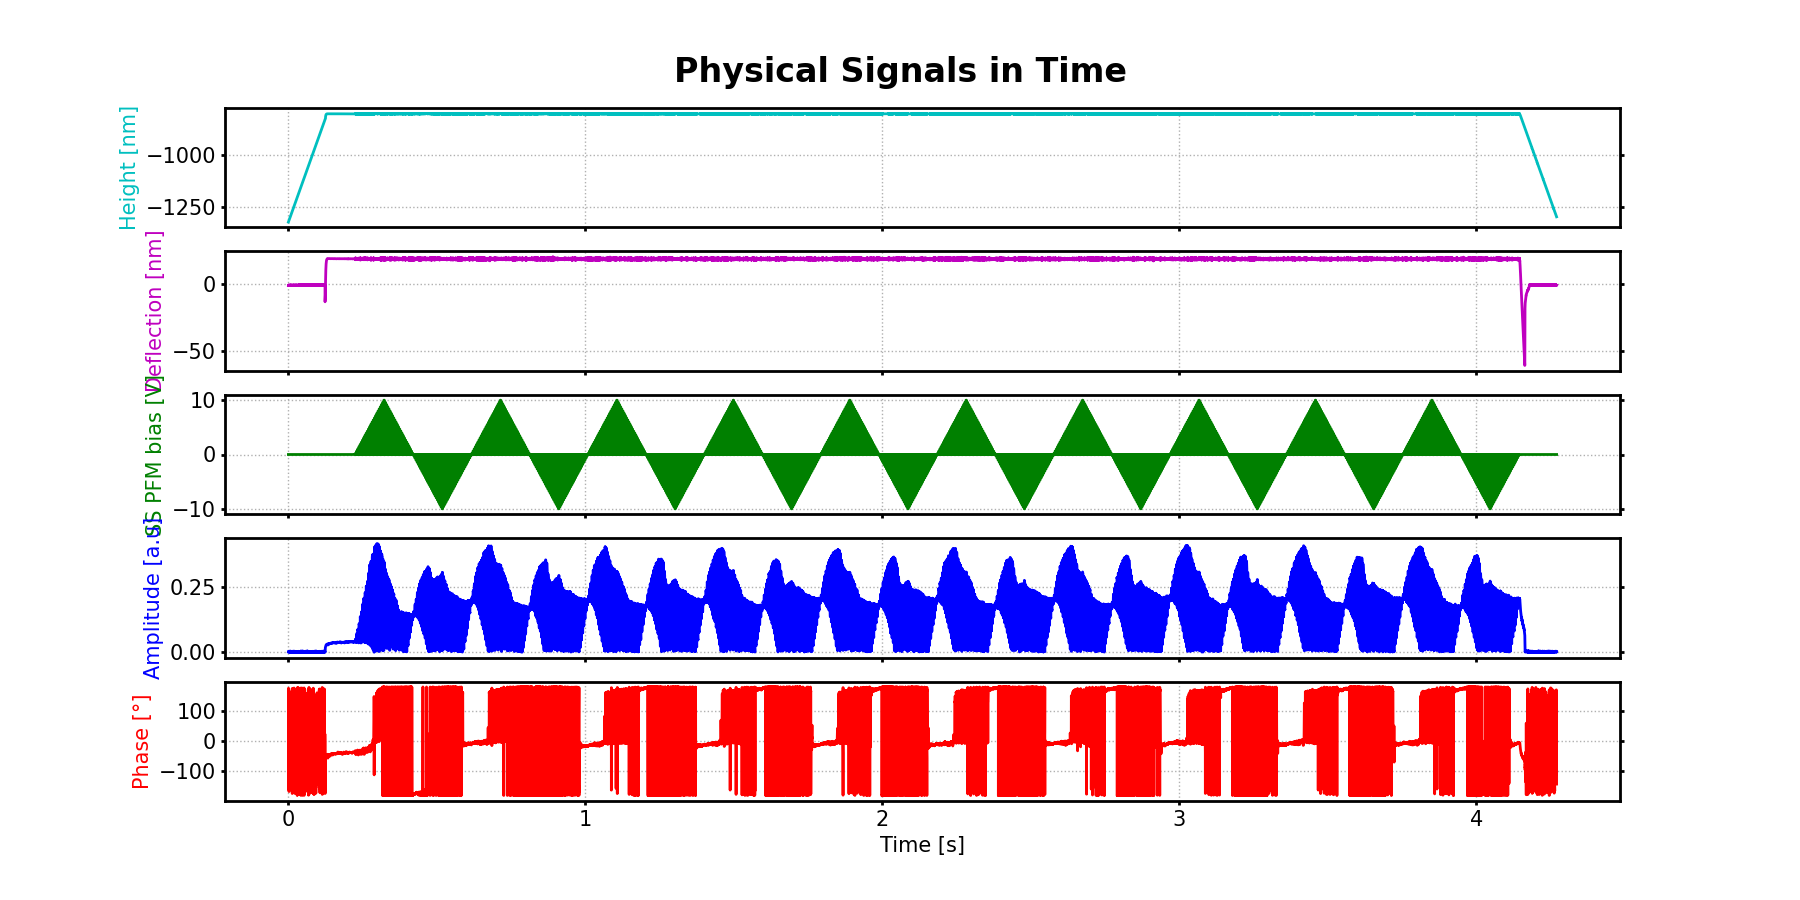 Physical Signals in Time
Height [nm]
−1000
−1250
Deflection [nm]
0
−50
SS PFM bias [V]
10
0
−10
Amplitude [a.u]
0.25
0.00
Phase [°]
100
0
−100
0 1 2 3 4
Time [s]